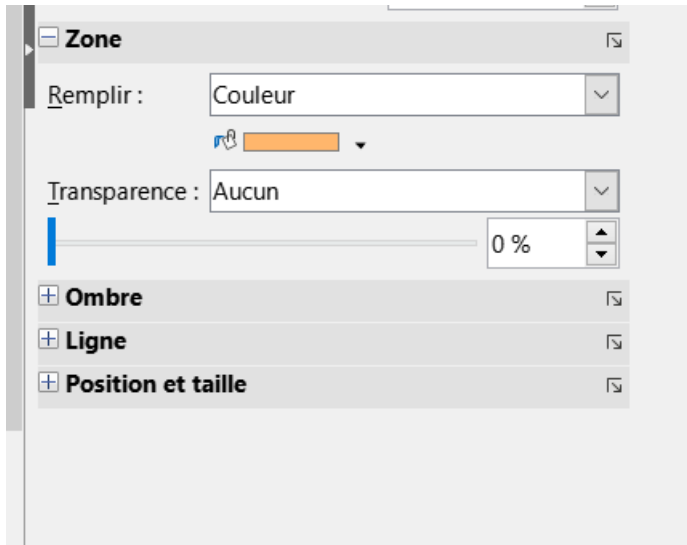 Zone
Remplir : Couleur
Transparence : Aucun
0 %
Ombre
Ligne
Position et taille